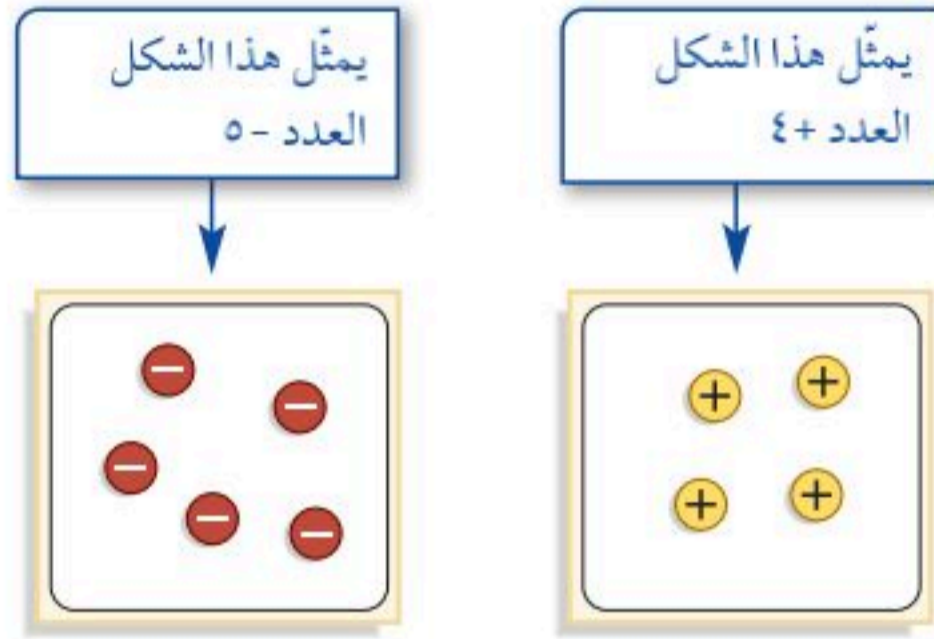 يمثّل هذا الشكل
العدد +٤
يمثّل هذا الشكل
العدد -٥
+ +
+ +
−
−
−
−
−